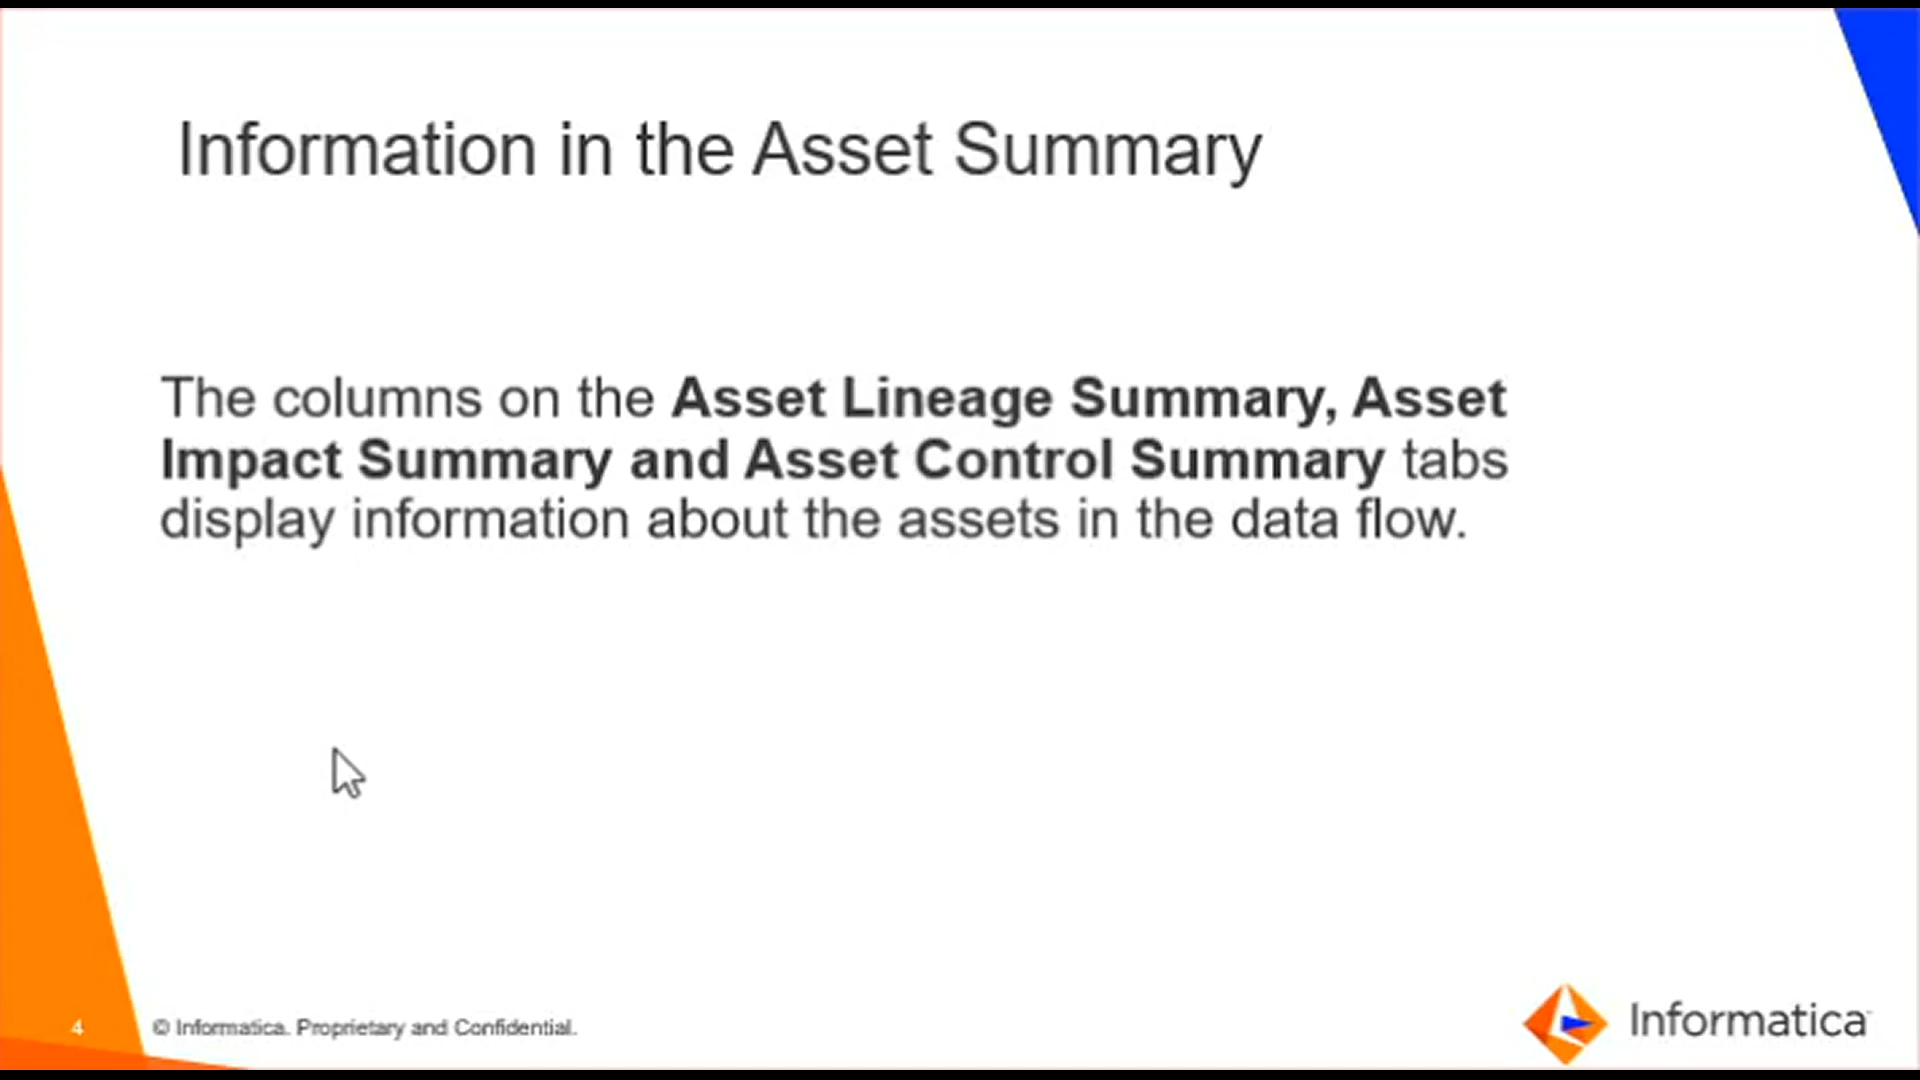 Information in the Asset Summary
The columns on the Asset Lineage Summary, Asset
Impact Summary and Asset Control Summary tabs
display information about the assets in the data flow.
4
© Informatica. Proprietary and Confidential.
Informatica